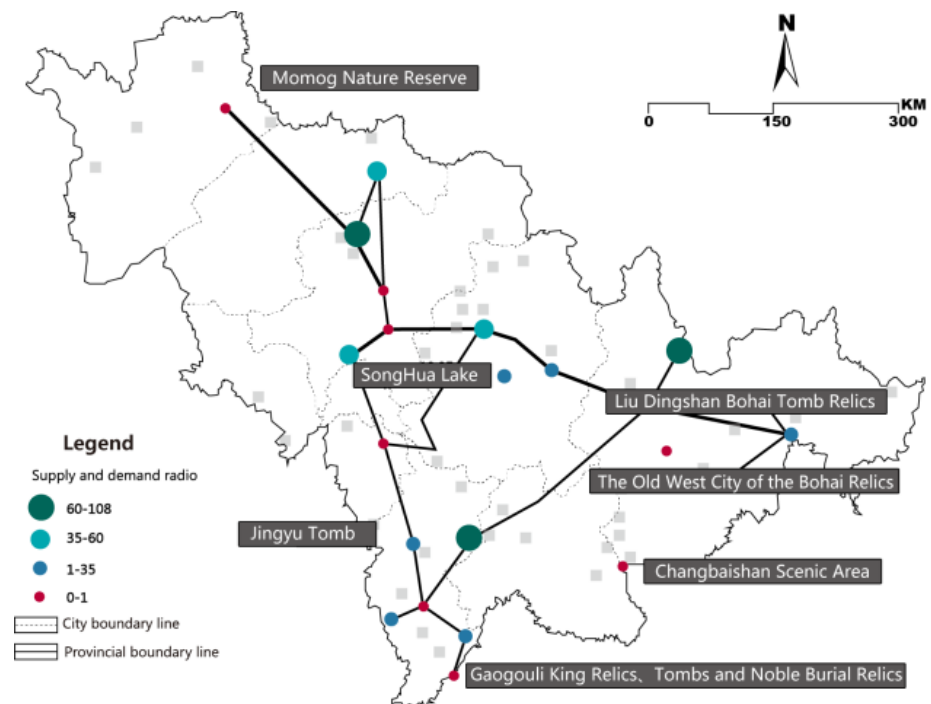 N
Momog Nature Reserve
KM
0 150 300
SongHua Lake
Liu Dingshan Bohai Tomb Relics
The Old West City of the Bohai Relics
Jingyu Tomb
Changbaishan Scenic Area
Gaogouli King Relics、Tombs and Noble Burial Relics
Legend
Supply and demand radio
60-108
35-60
1-35
0-1
City boundary line
Provincial boundary line